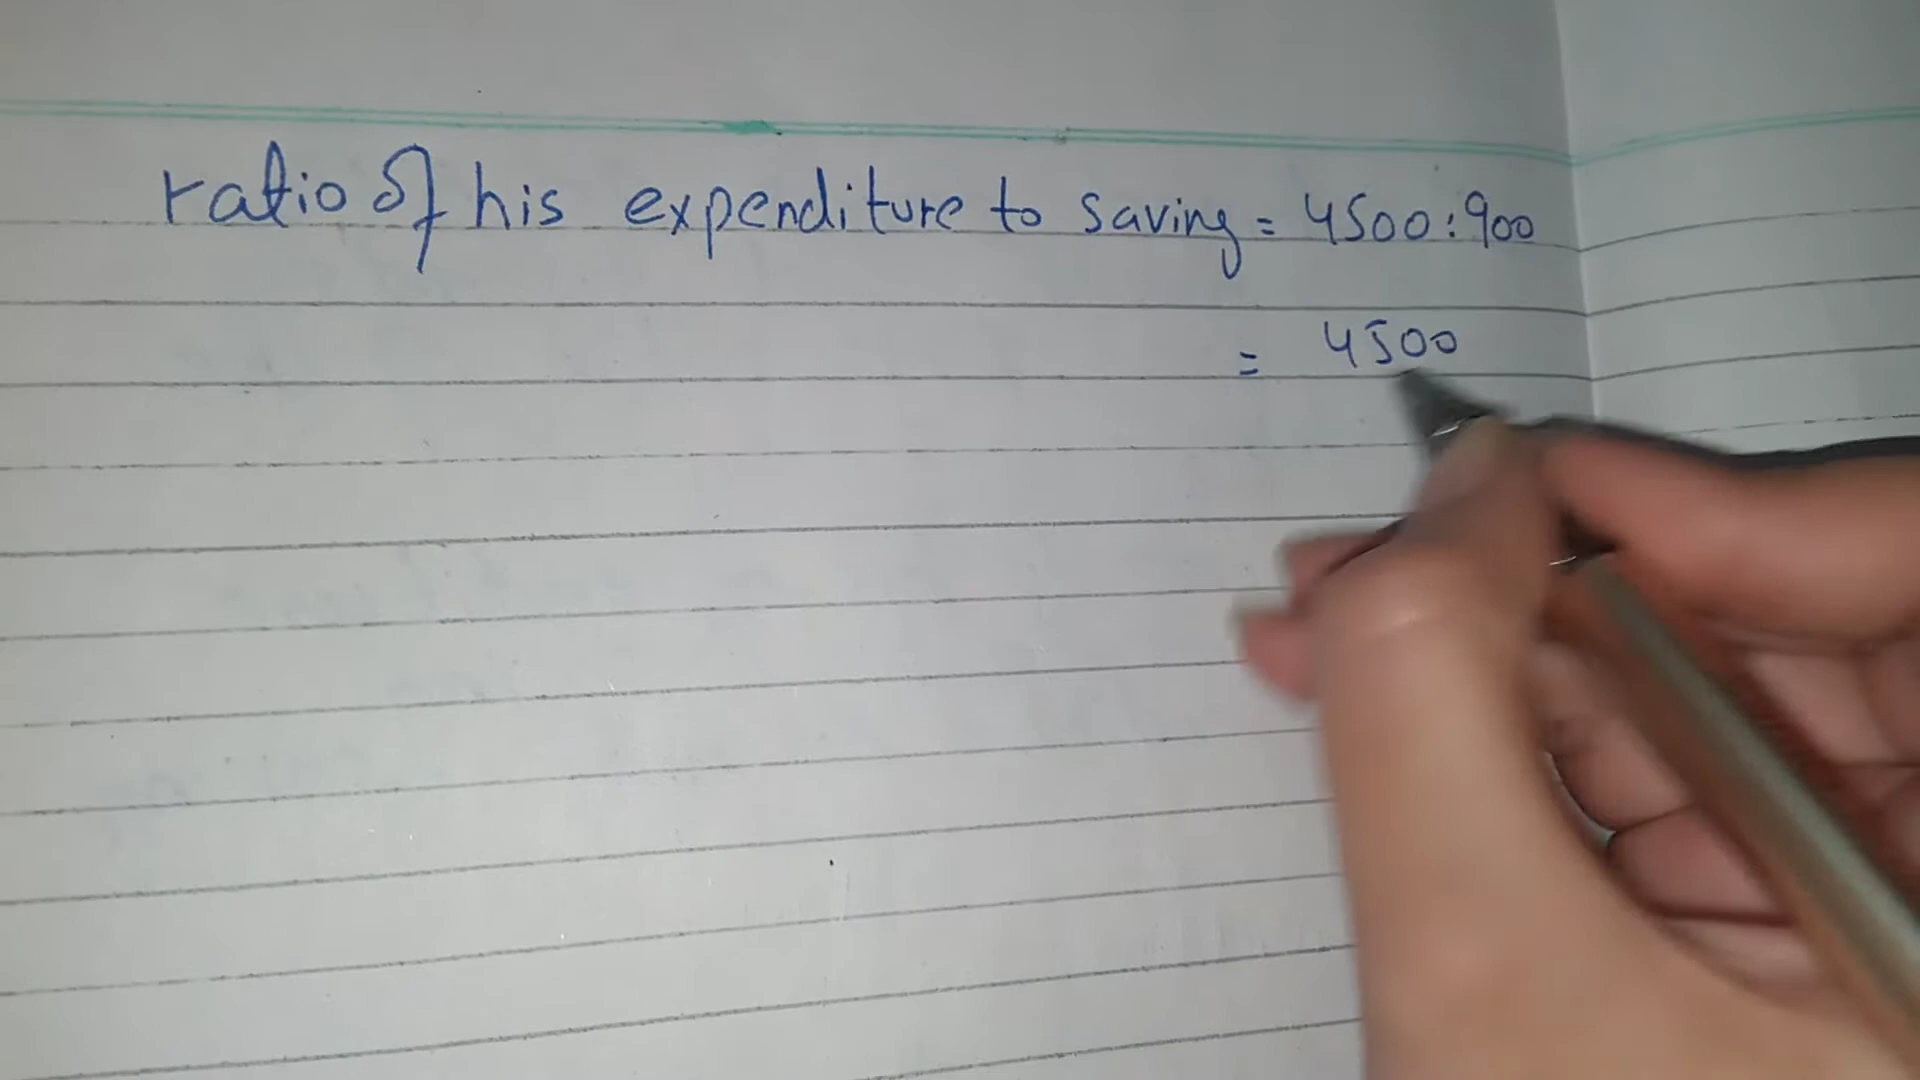 ratio of his expenditure to saving = 4500 : 900
= 4500